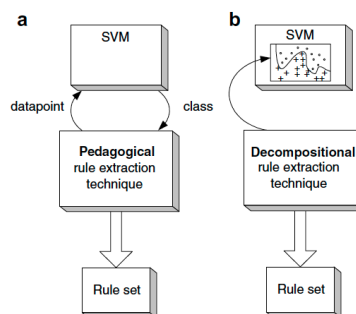 a
SVM
datapoint
class
Pedagogical
rule extraction
technique
Rule set
b
SVM
Decompositional
rule extraction
technique
Rule set